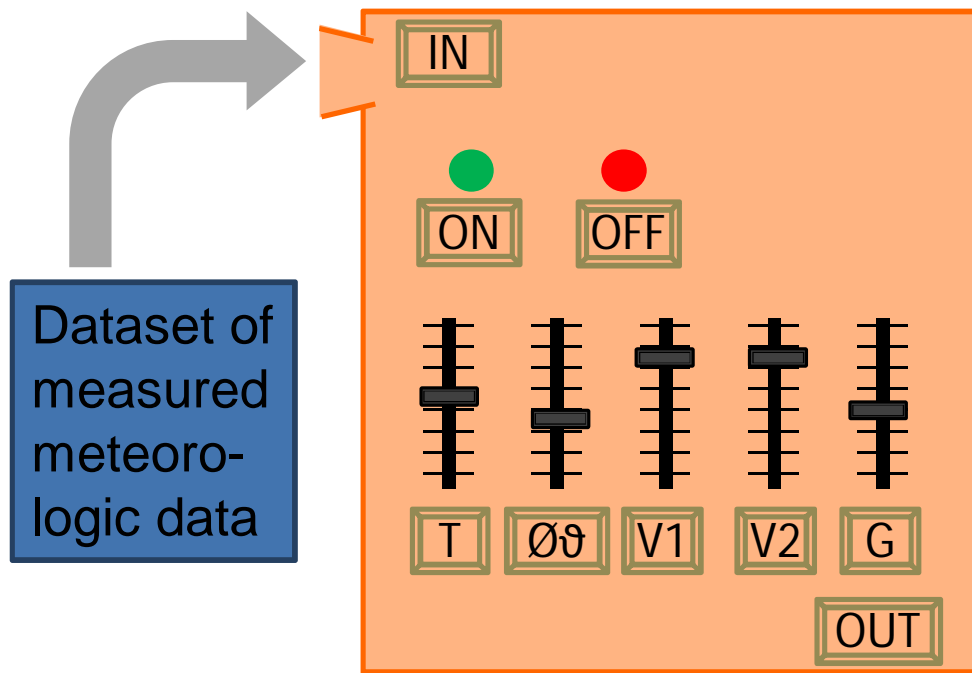 IN
ON OFF
Dataset of
measured
meteoro-
logic data
T Øϑ V1 V2 G
OUT